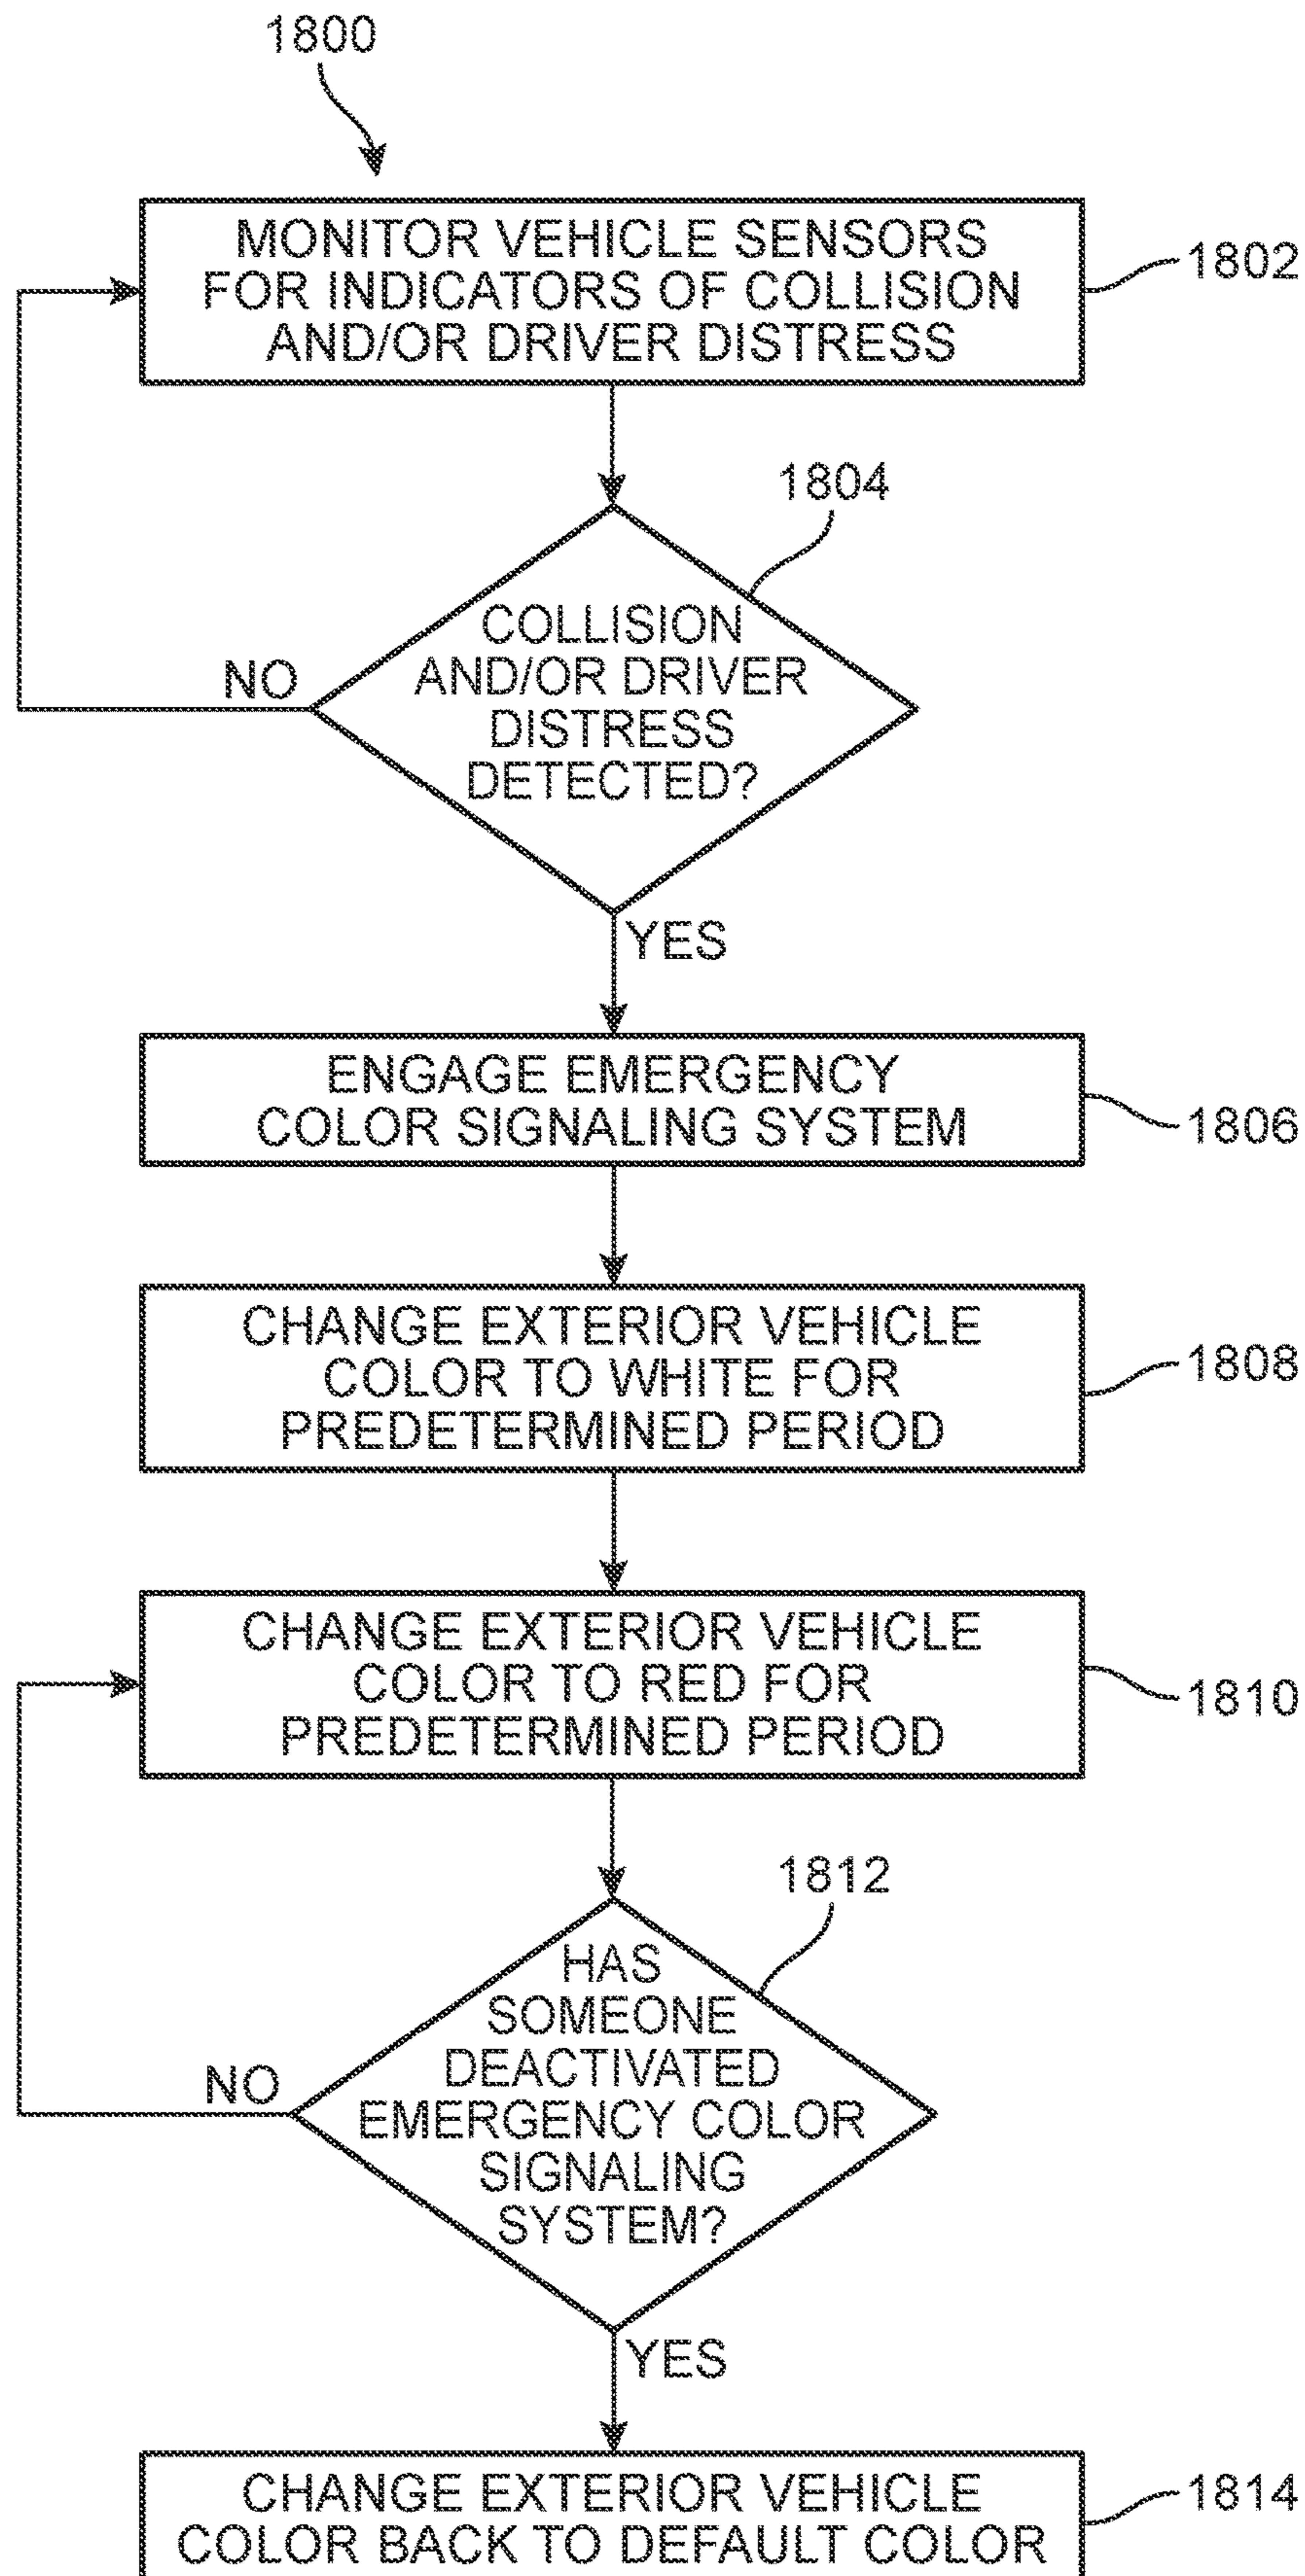 1800
MONITOR VEHICLE SENSORS
FOR INDICATORS OF COLLISION
AND/OR DRIVER DISTRESS
1802
1804
COLLISION
AND/OR DRIVER
DISTRESS
DETECTED?
NO
YES
ENGAGE EMERGENCY
COLOR SIGNALING SYSTEM
1806
CHANGE EXTERIOR VEHICLE
COLOR TO WHITE FOR
PREDETERMINED PERIOD
1808
CHANGE EXTERIOR VEHICLE
COLOR TO RED FOR
PREDETERMINED PERIOD
1810
1812
HAS
SOMEONE
DEACTIVATED
EMERGENCY COLOR
SIGNALING
SYSTEM?
NO
YES
CHANGE EXTERIOR VEHICLE
COLOR BACK TO DEFAULT COLOR
1814